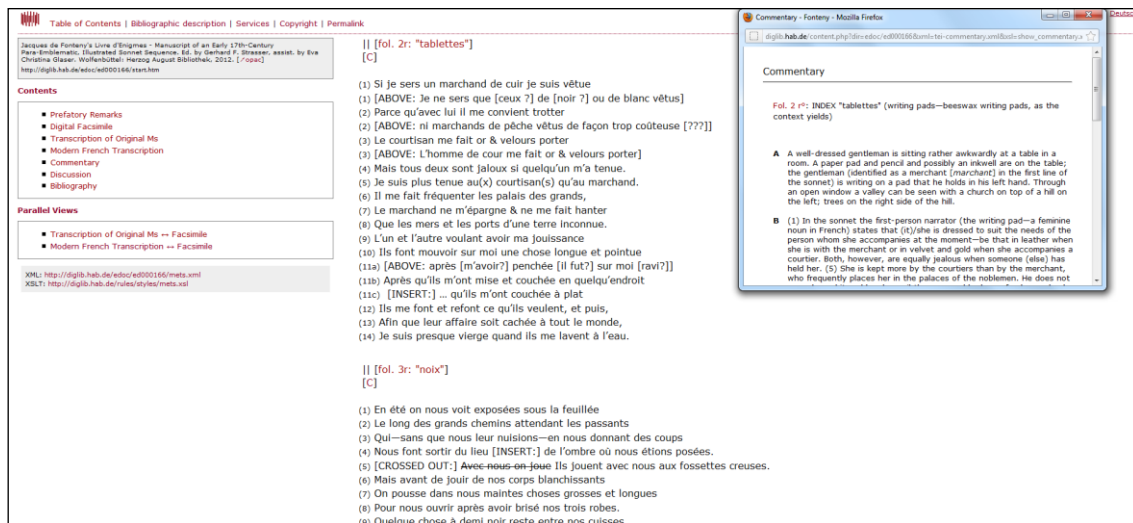 Table of Contents | Bibliographic description | Services | Copyright | Permalink
Deutsc
Jacques de Fonteny's Livre d'Enigmes - Manuscript of an Early 17th-Century
Para-Emblematic, Illustrated Sonnet Sequence. Ed. by Gerhard F. Strasser, assist. by Eva
Christina Glaser. Wolfenbüttel: Herzog August Bibliothek, 2012. [↗opac]
http://diglib.hab.de/edoc/ed000166/start.htm
Contents
Prefatory Remarks
Digital Facsimile
Transcription of Original Ms
Modern French Transcription
Commentary
Discussion
Bibliography
Parallel Views
Transcription of Original Ms ↔ Facsimile
Modern French Transcription ↔ Facsimile
XML: http://diglib.hab.de/edoc/ed000166/mets.xml
XSLT: http://diglib.hab.de/rules/styles/mets.xsl
|| [fol. 2r: "tablettes"]
[C]
(1) Si je sers un marchand de cuir je suis vêtue
(1) [ABOVE: Je ne sers que [ceux ?] de [noir ?] ou de blanc vêtus]
(2) Parce qu'avec lui il me convient trotter
(2) [ABOVE: ni marchands de pêche vêtus de façon trop coûteuse [???]]
(3) Le courtisan me fait or & velours porter
(3) [ABOVE: L'homme de cour me fait or & velours porter]
(4) Mais tous deux sont jaloux si quelqu'un m'a tenue.
(5) Je suis plus tenue au(x) courtisan(s) qu'au marchand.
(6) Il me fait fréquenter les palais des grands,
(7) Le marchand ne m'épargne & ne me fait hanter
(8) Que les mers et les ports d'une terre inconnue.
(9) L'un et l'autre voulant avoir ma jouissance
(10) Ils font mouvoir sur moi une chose longue et pointue
(11a) [ABOVE: après [m'avoir?] penchée [il fut?] sur moi [ravi?]]
(11b) Après qu'ils m'ont mise et couchée en quelqu'endroit
(11c) [INSERT:] ... qu'ils m'ont couchée à plat
(12) Ils me font et refont ce qu'ils veulent, et puis,
(13) Afin que leur affaire soit cachée à tout le monde,
(14) Je suis presque vierge quand ils me lavent à l'eau.
|| [fol. 3r: "noix"]
[C]
(1) En été on nous voit exposées sous la feuillée
(2) Le long des grands chemins attendant les passants
(3) Qui—sans que nous leur nuisions—en nous donnant des coups
(4) Nous font sortir du lieu [INSERT:] de l'ombre où nous étions posées.
(5) [CROSSED OUT:] Avec nous on joue Ils jouent avec nous aux fossettes creuses.
(6) Mais avant de jouir de nos corps blanchissants
(7) On pousse dans nous maintes choses grosses et longues
(8) Pour nous ouvrir après avoir brisé nos trois robes.
(9) Quelque chose à demi noir reste entre nos cuisses
Commentary - Fonteny - Mozilla Firefox
diglib.hab.de/content.php?dir=edoc/ed000166&xml=tei-commentary.xml&xsl=show_commentary.x
Commentary
Fol. 2 rº: INDEX "tablettes" (writing pads—beeswax writing pads, as the
context yields)
A A well-dressed gentleman is sitting rather awkwardly at a table in a
room. A paper pad and pencil and possibly an inkwell are on the table;
the gentleman (identified as a merchant [marchant] in the first line of
the sonnet) is writing on a pad that he holds in his left hand. Through
an open window a valley can be seen with a church on top of a hill on
the left; trees on the right side of the hill.
B (1) In the sonnet the first-person narrator (the writing pad—a feminine
noun in French) states that (it)/she is dressed to suit the needs of the
person whom she accompanies at the moment—be that in leather when
she is with the merchant or in velvet and gold when she accompanies a
courtier. Both, however, are equally jealous when someone (else) has
held her. (5) She is kept more by the courtiers than by the merchant,
who frequently places her in the palaces of the noblemen. He does not